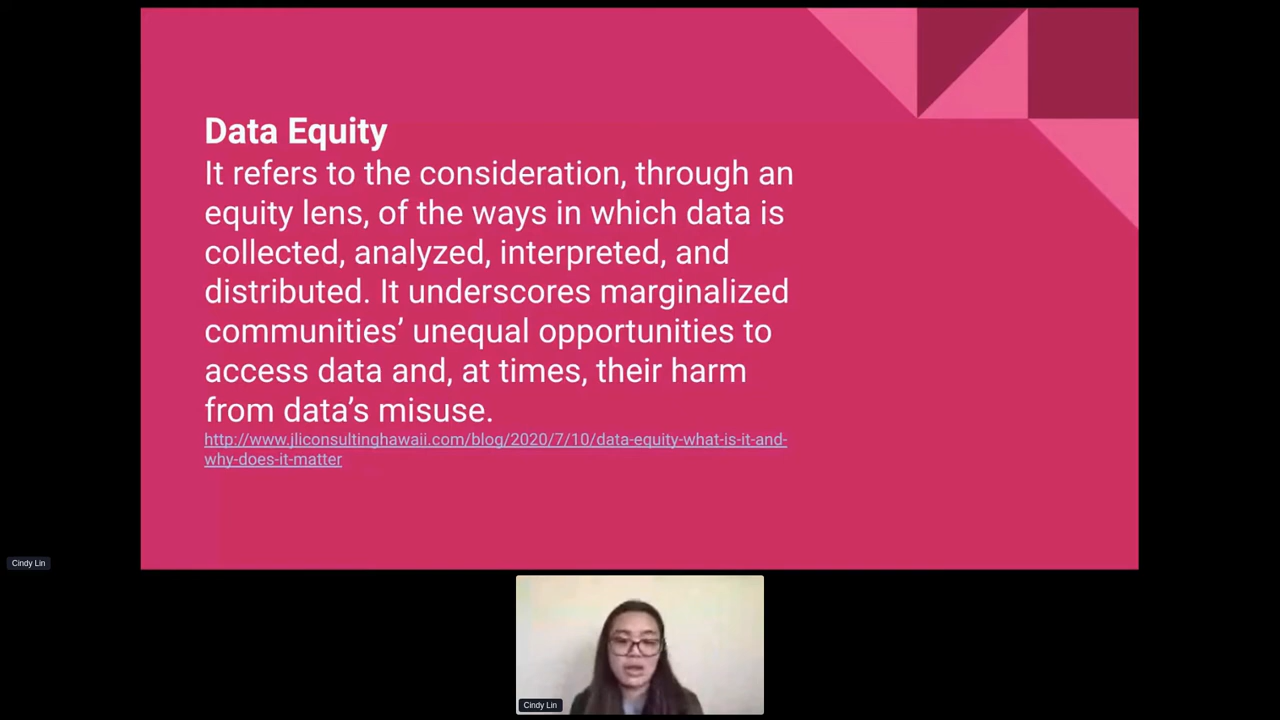 Data Equity
It refers to the consideration, through an
equity lens, of the ways in which data is
collected, analyzed, interpreted, and
distributed. It underscores marginalized
communities’ unequal opportunities to
access data and, at times, their harm
from data’s misuse.
http://www.jliconsultinghawaii.com/blog/2020/7/10/data-equity-what-is-it-and-
why-does-it-matter
Cindy Lin
Cindy Lin